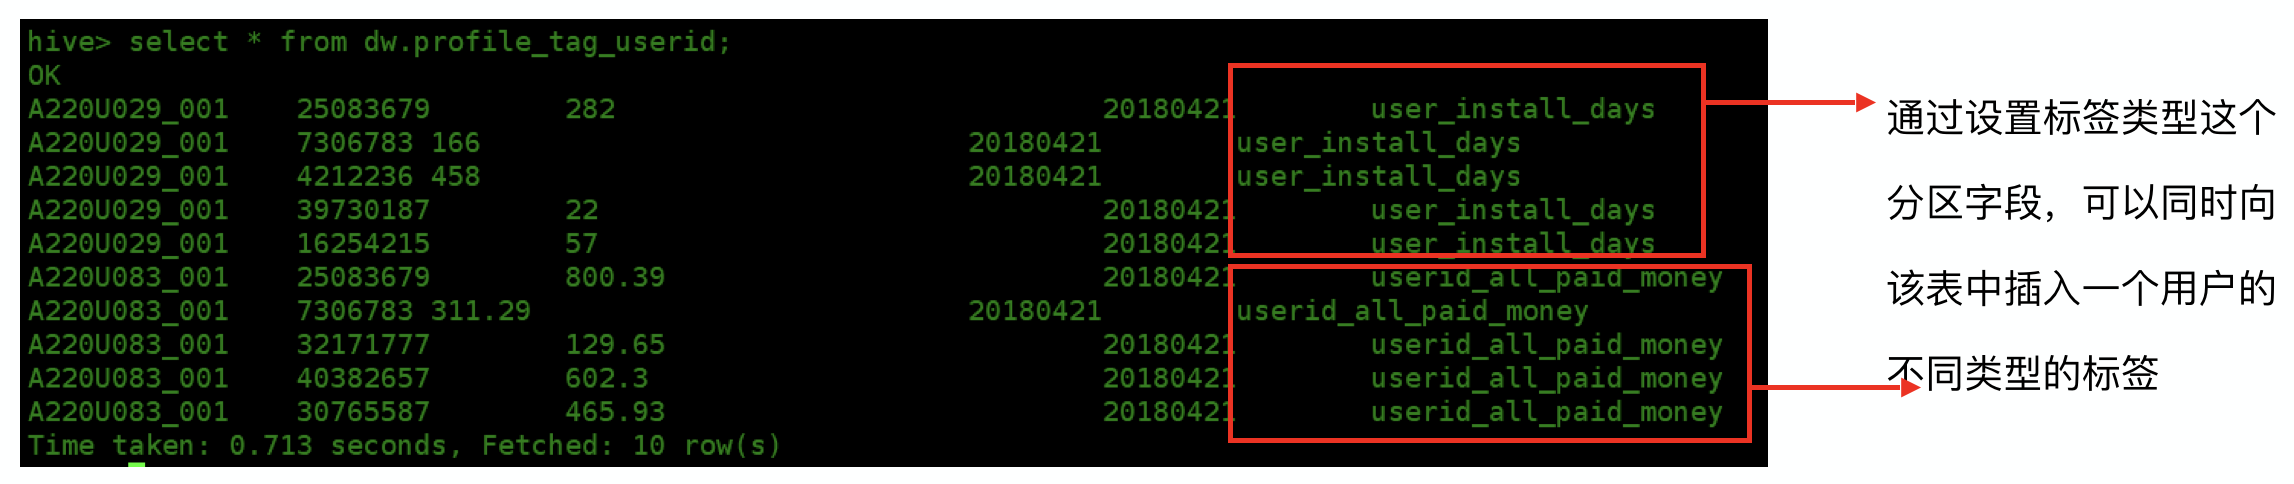 hive> select * from dw.profile_tag_userid;
OK
A220U029_001 25083679 282 20180421 user_install_days
A220U029_001 7306783 166 20180421 user_install_days
A220U029_001 4212236 458 20180421 user_install_days
A220U029_001 39730187 22 20180421 user_install_days
A220U029_001 16254215 57 20180421 user_install_days
A220U083_001 25083679 800.39 20180421 userid_all_paid_money
A220U083_001 7306783 311.29 20180421 userid_all_paid_money
A220U083_001 32171777 129.65 20180421 userid_all_paid_money
A220U083_001 40382657 602.3 20180421 userid_all_paid_money
A220U083_001 30765587 465.93 20180421 userid_all_paid_money
Time taken: 0.713 seconds, Fetched: 10 row(s)
通过设置标签类型这个
分区字段，可以同时向
该表中插入一个用户的
不同类型的标签